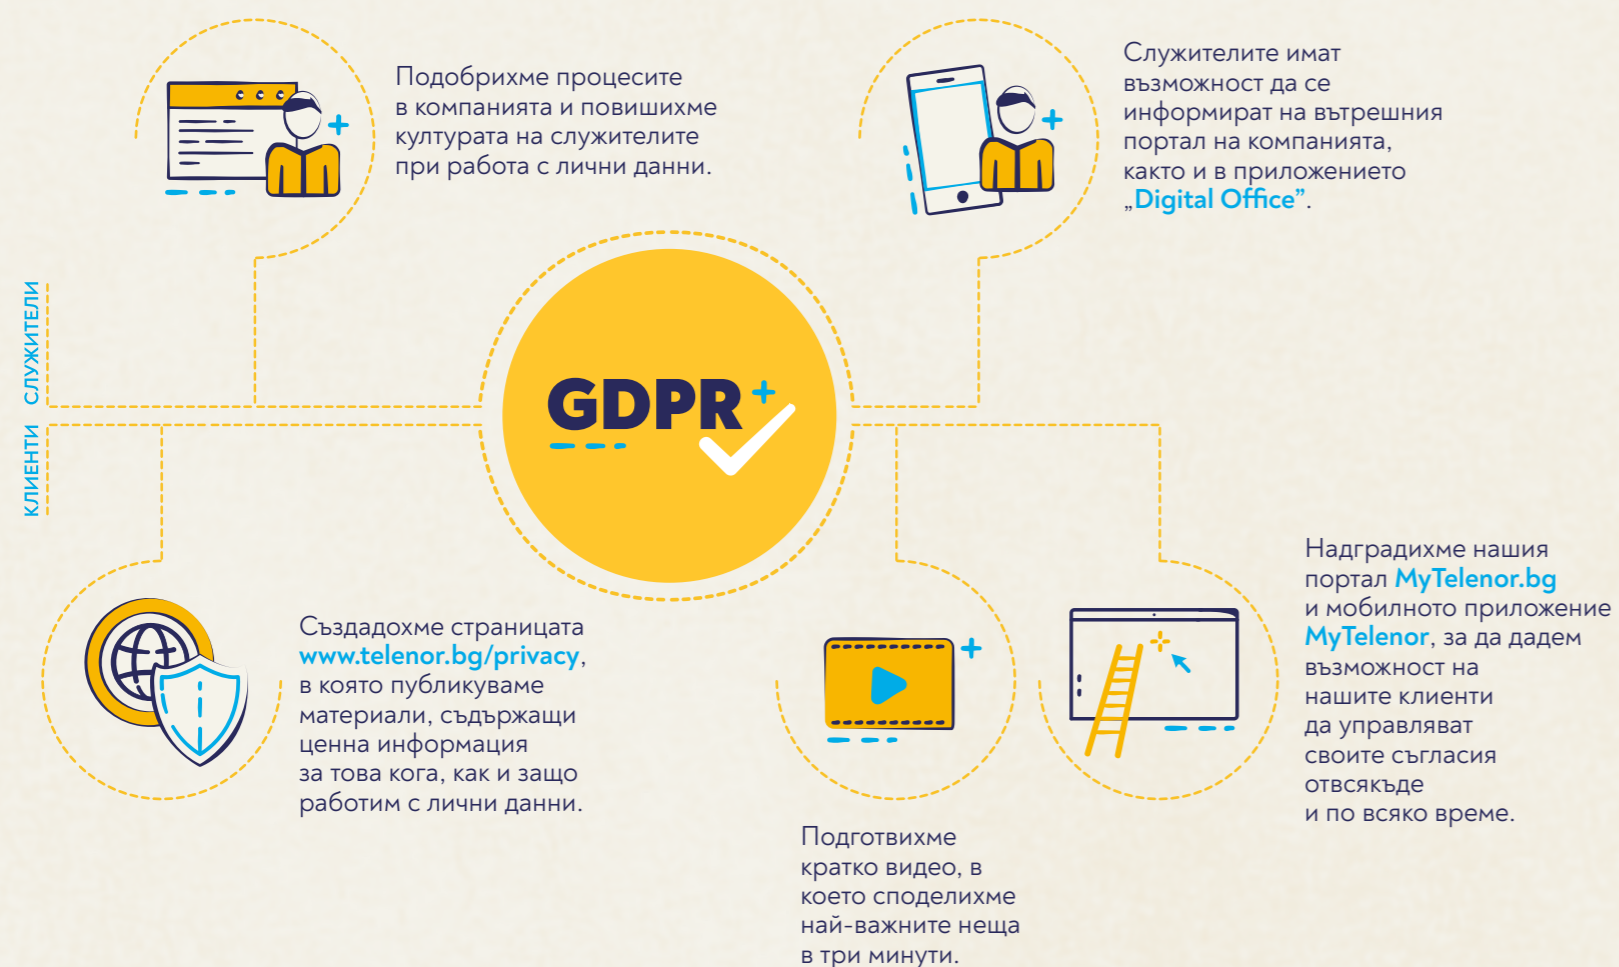 Подобрихме процесите
в компанията и повишихме
културата на служителите
при работа с лични данни.
Служителите имат
възможност да се
информират на вътрешния
портал на компанията,
както и в приложението
„Digital Office”.
СЛУЖИТЕЛИ
КЛИЕНТИ
GDPR
Създадохме страницата
www.telenor.bg/privacy,
в която публикуваме
материали, съдържащи
ценна информация
за това кога, как и защо
работим с лични данни.
Подготвихме
кратко видео, в
което споделихме
най-важните неща
в три минути.
Надградихме нашия
портал MyTelenor.bg
и мобилното приложение
MyTelenor, за да дадем
възможност на
нашите клиенти
да управляват
своите съгласия
отвсякъде
и по всяко време.